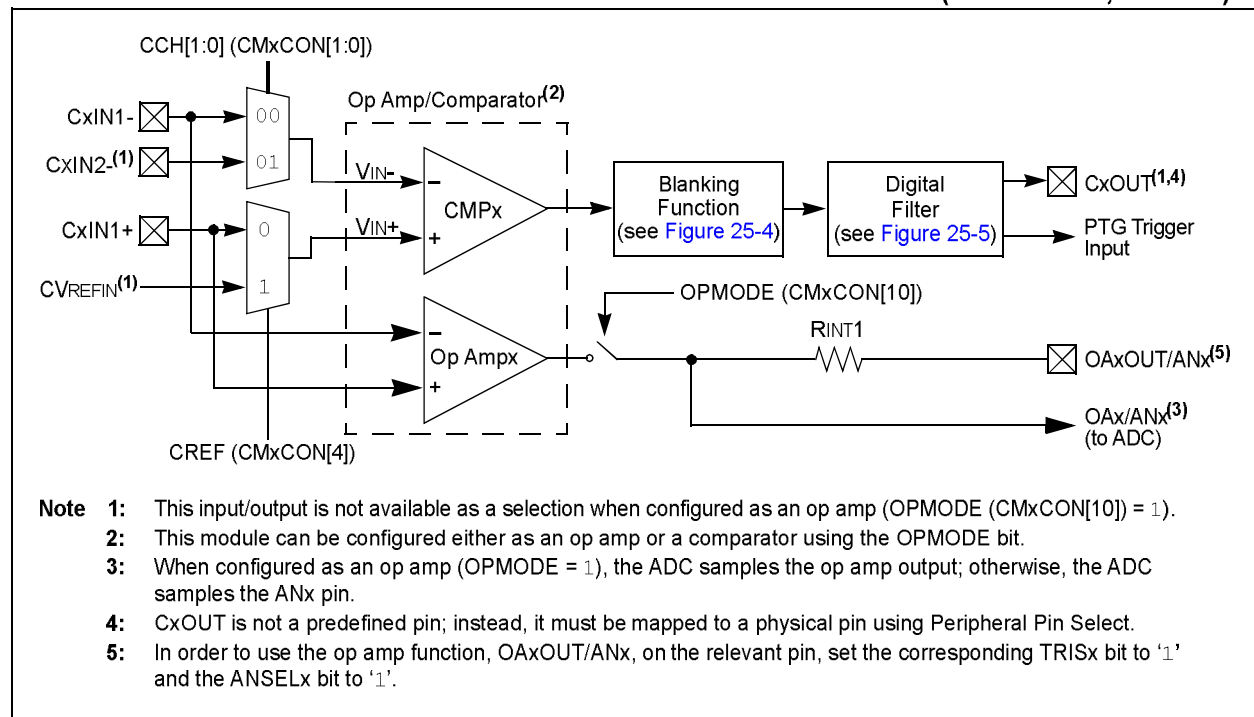 CCH[1:0] (CMxCON[1:0])
Op Amp/Comparator(2)
CxIN1-
00
CxIN2-(1)
01
VIN-
–
CMPx
Blanking
Function
(see Figure 25-4)
Digital
Filter
(see Figure 25-5)
CxOUT(1,4)
CxIN1+
0
VIN+
+
PTG Trigger
Input
CVREFIN(1)
1
OPMODE (CMxCON[10])
RINT1
–
Op Ampx
+
OAxOUT/ANx(5)
OAx/ANx(3)
(to ADC)
CREF (CMxCON[4])
Note 1: This input/output is not available as a selection when configured as an op amp (OPMODE (CMxCON[10]) = 1).
2: This module can be configured either as an op amp or a comparator using the OPMODE bit.
3: When configured as an op amp (OPMODE = 1), the ADC samples the op amp output; otherwise, the ADC
samples the ANx pin.
4: CxOUT is not a predefined pin; instead, it must be mapped to a physical pin using Peripheral Pin Select.
5: In order to use the op amp function, OAxOUT/ANx, on the relevant pin, set the corresponding TRISx bit to ‘1’
and the ANSELx bit to ‘1’.